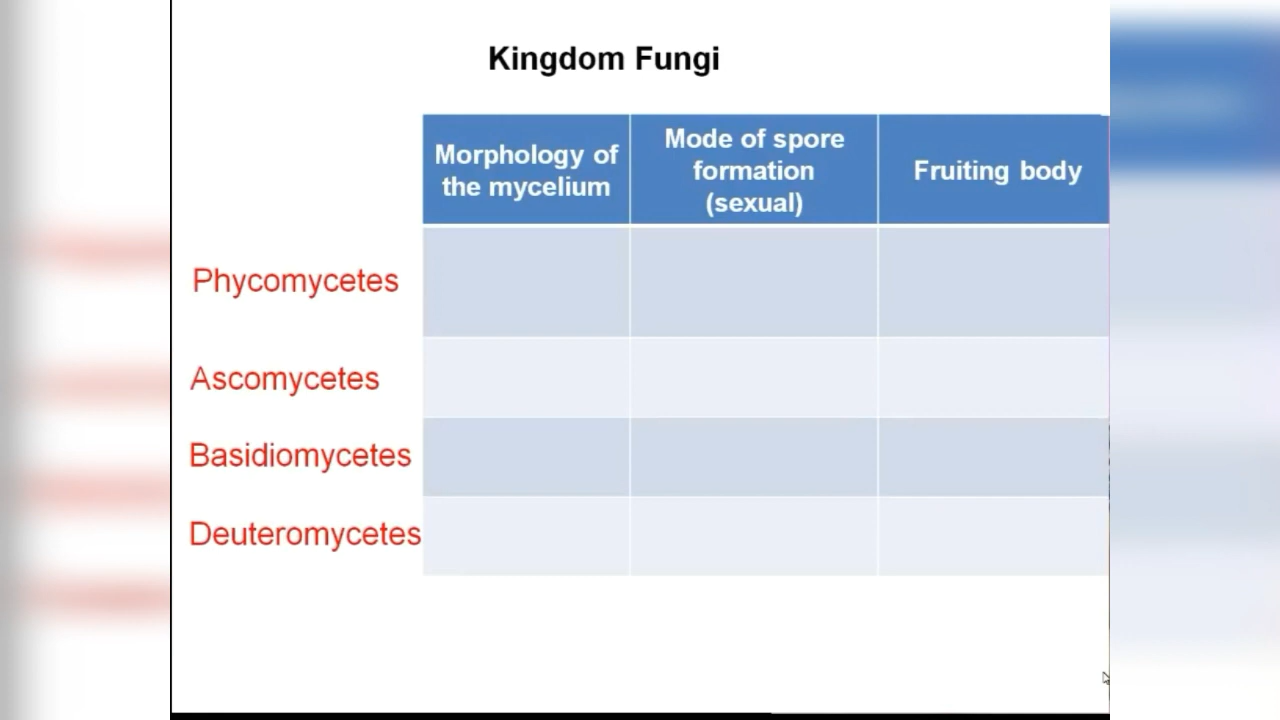 Kingdom Fungi
Morphology of
the mycelium
Mode of spore
formation
(sexual)
Fruiting body
Phycomycetes
Ascomycetes
Basidiomycetes
Deuteromycetes